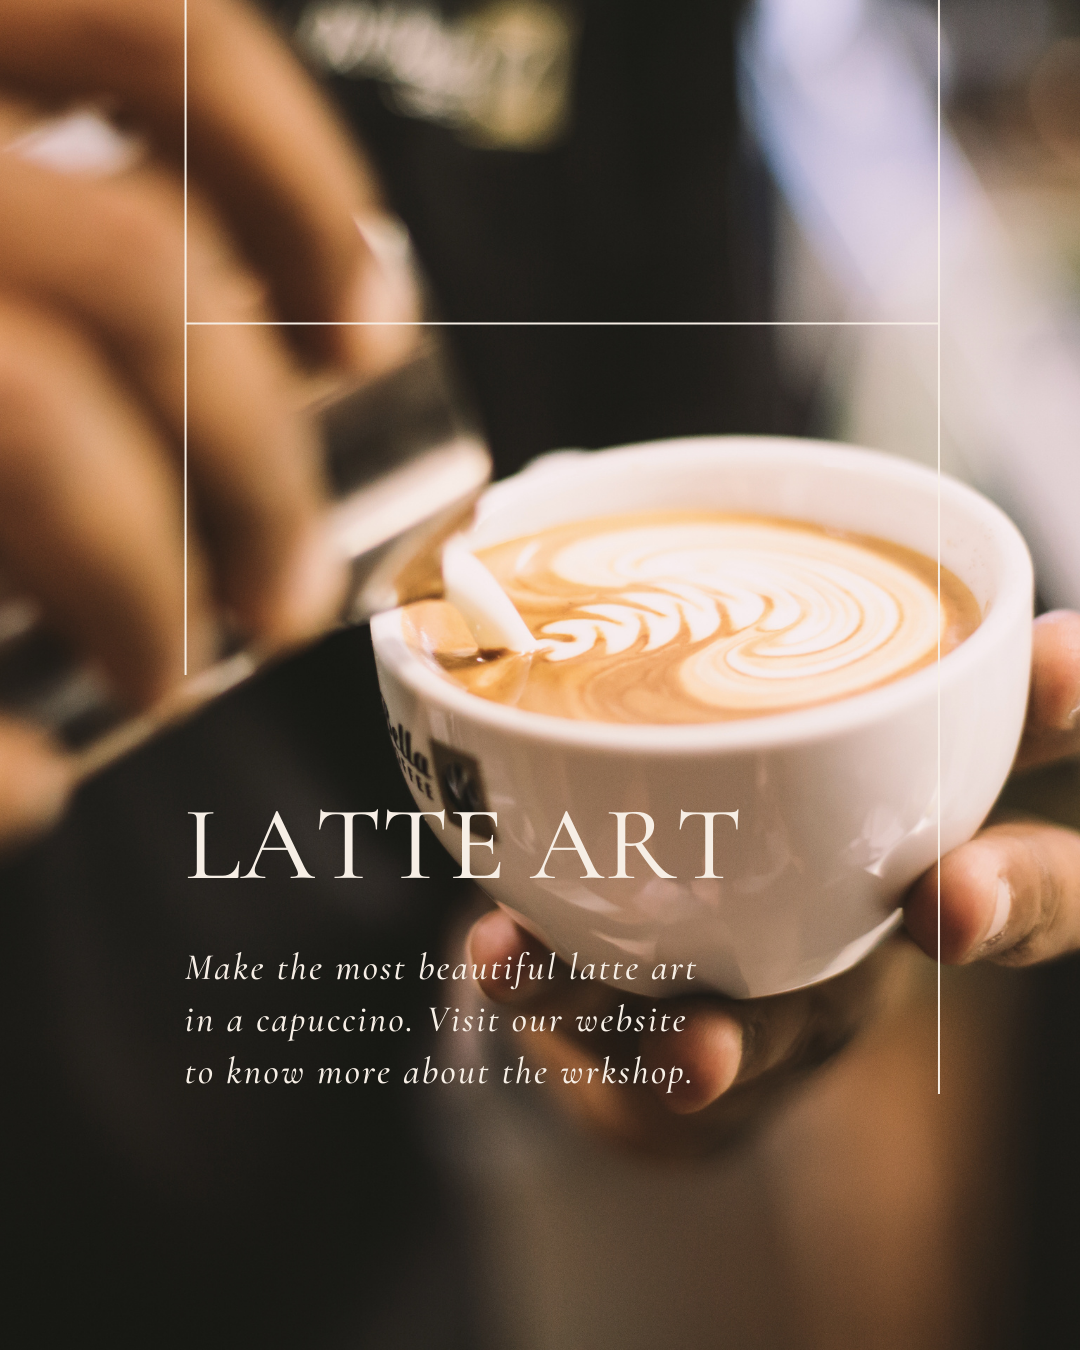 LATTE ART
Make the most beautiful latte art
in a capuccino. Visit our website
to know more about the wrkshop.